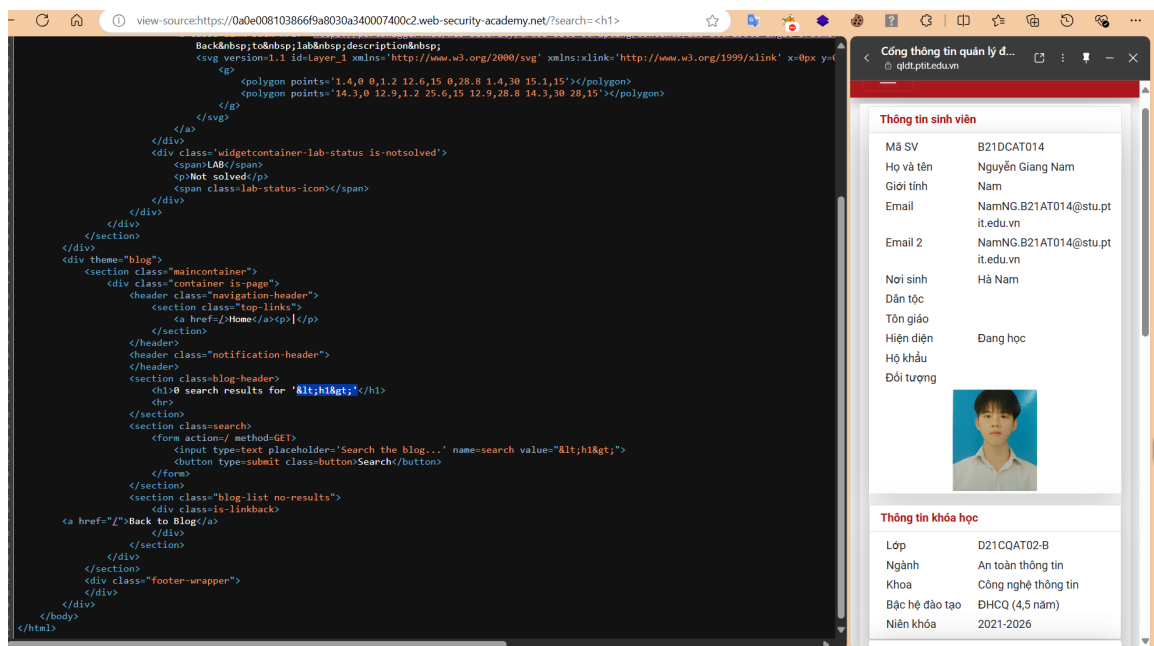 view-source:https://0a0e008103866f9a8030a340007400c2.web-security-academy.net/?search=<h1>
Back&nbsp;to&nbsp;lab&nbsp;description&nbsp;
<svg version=1.1 id=Layer_1 xmlns='http://www.w3.org/2000/svg' xmlns:xlink='http://www.w3.org/1999/xlink' x=0px y=
<g>
<polygon points='1.4,0 0,1.2 12.6,15 0,28.8 1.4,30 15.1,15'></polygon>
<polygon points='14.3,0 12.9,1.2 25.6,15 12.9,28.8 14.3,30 28,15'></polygon>
</g>
</svg>
</a>
</div>
<div class='widgetcontainer-lab-status is-notsolved'>
<span>LAB</span>
<p>Not solved</p>
<span class=lab-status-icon></span>
</div>
</div>
</div>
</section>
</div>
<div theme="blog">
<section class="maincontainer">
<div class="container is-page">
<header class="navigation-header">
<section class="top-links">
<a href=/>Home</a><p>|</p>
</section>
</header>
<header class="notification-header">
</header>
<section class=blog-header>
<h1>0 search results for '&lt;h1&gt;'</h1>
<hr>
</section>
<section class=search>
<form action=/ method=GET>
<input type=text placeholder='Search the blog...' name=search value="&lt;h1&gt;">
<button type=submit class=button>Search</button>
</form>
</section>
<section class="blog-list no-results">
<div class=is-linkback>
<a href="/">Back to Blog</a>
</div>
</section>
</div>
</section>
<div class="footer-wrapper">
</div>
</div>
</body>
</html>
Cổng thông tin quản lý đ...
qldt.ptit.edu.vn
Thông tin sinh viên
Mã SV B21DCAT014
Họ và tên Nguyễn Giang Nam
Giới tính Nam
Email NamNG.B21AT014@stu.pt
it.edu.vn
Email 2 NamNG.B21AT014@stu.pt
it.edu.vn
Nơi sinh Hà Nam
Dân tộc
Tôn giáo
Hiện diện Đang học
Hộ khẩu
Đối tượng
Thông tin khóa học
Lớp D21CQAT02-B
Ngành An toàn thông tin
Khoa Công nghệ thông tin
Bậc hệ đào tạo ĐHCQ (4,5 năm)
Niên khóa 2021-2026